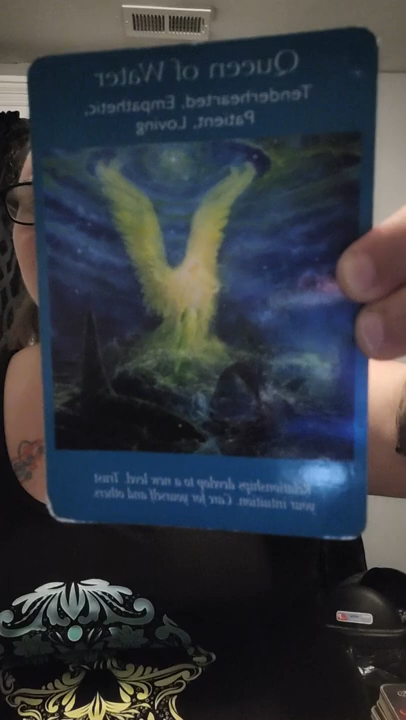 Queen of Water
Tenderhearted, Empathetic,
Patient, Loving
Relationships develop to a new level. Trust
your intuition. Care for yourself and others.